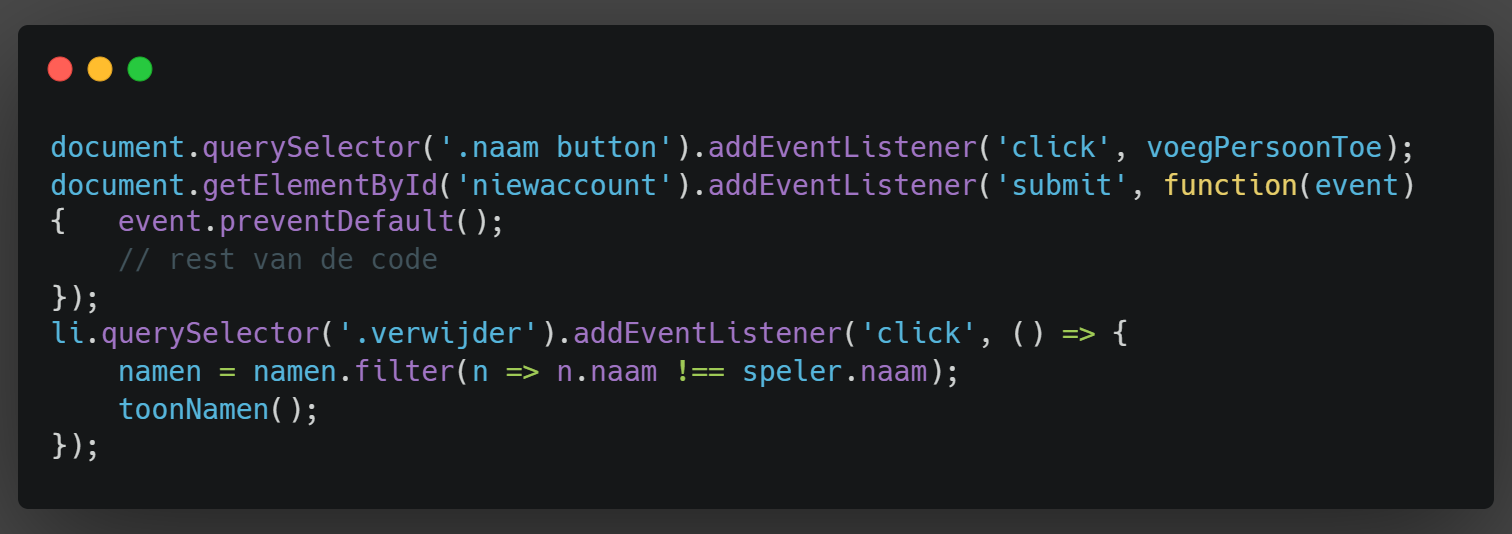 document.querySelector('.naam button').addEventListener('click', voegPersoonToe);
document.getElementById('niewaccount').addEventListener('submit', function(event)
{   event.preventDefault();
    // rest van de code
});
li.querySelector('.verwijder').addEventListener('click', () => {
    namen = namen.filter(n => n.naam !== speler.naam);
    toonNamen();
});